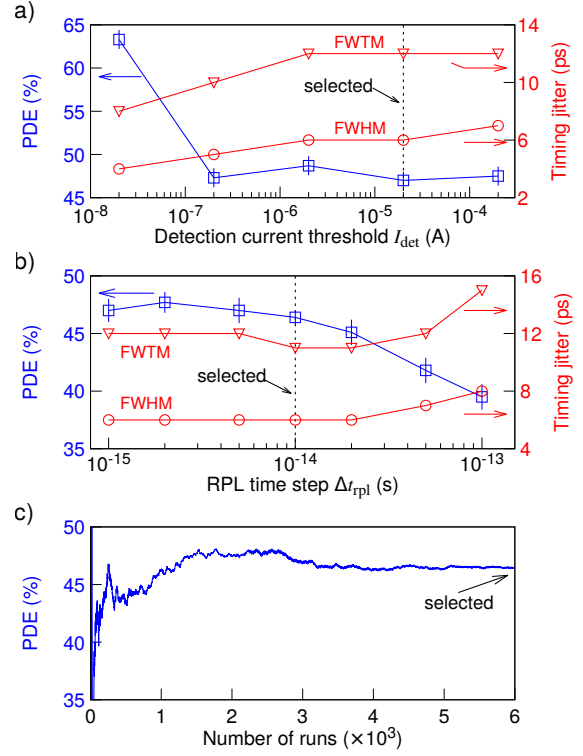 a)
65
60
55
50
45
PDE (%)
14
10
6
2
Timing jitter (ps)
FWTM
selected
FWHM
10⁻⁸ 10⁻⁷ 10⁻⁶ 10⁻⁵ 10⁻⁴
Detection current threshold I_det (A)
b)
50
45
40
35
PDE (%)
16
12
8
4
Timing jitter (ps)
FWTM
selected
FWHM
10⁻¹⁵ 10⁻¹⁴ 10⁻¹³
RPL time step Δt_rpl (s)
c)
50
45
40
35
PDE (%)
selected
0 1 2 3 4 5 6
Number of runs (×10³)